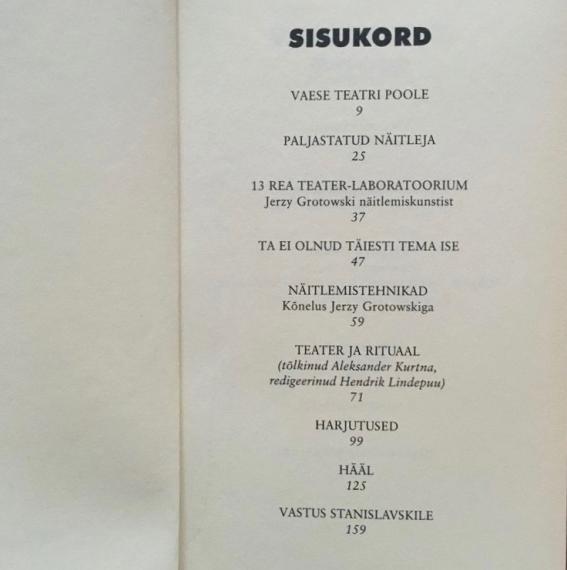 SISUKORD
VAESE TEATRI POOLE
9
PALJASTATUD NÄITLEJA
25
13 REA TEATER-LABORATOORIUM
Jerzy Grotowski näitlemiskunstist
37
TA EI OLNUD TÄIESTI TEMA ISE
47
NÄITLEMISTEHNIKAD
Kõnelus Jerzy Grotowskiga
59
TEATER JA RITUAAL
(tõlkinud Aleksander Kurtna,
redigeerinud Hendrik Lindepuu)
71
HARJUTUSED
99
HÄÄL
125
VASTUS STANISLAVSKILE
159